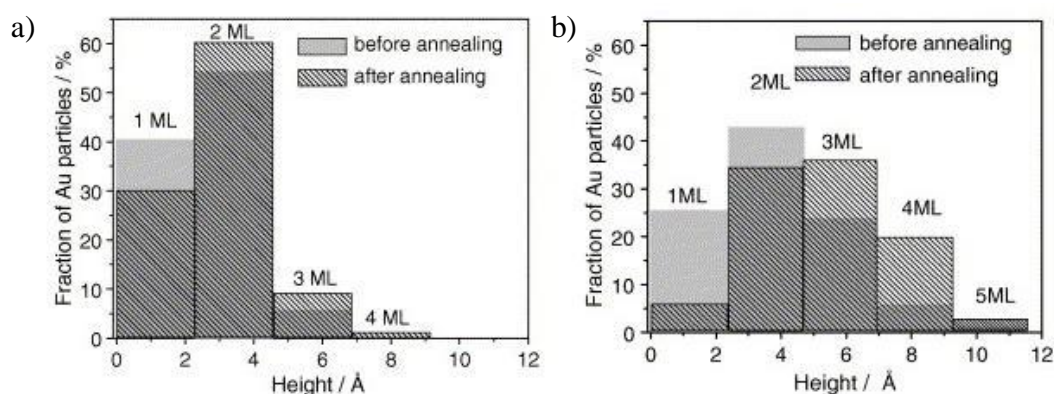 a)
Fraction of Au particles / %
60
50
40
30
20
10
0
1 ML
2 ML
3 ML
4 ML
before annealing
after annealing
0 2 4 6 8 10 12
Height / Å
b)
Fraction of Au particles / %
60
50
40
30
20
10
0
1ML
2ML
3ML
4ML
5ML
before annealing
after annealing
0 2 4 6 8 10 12
Height / Å